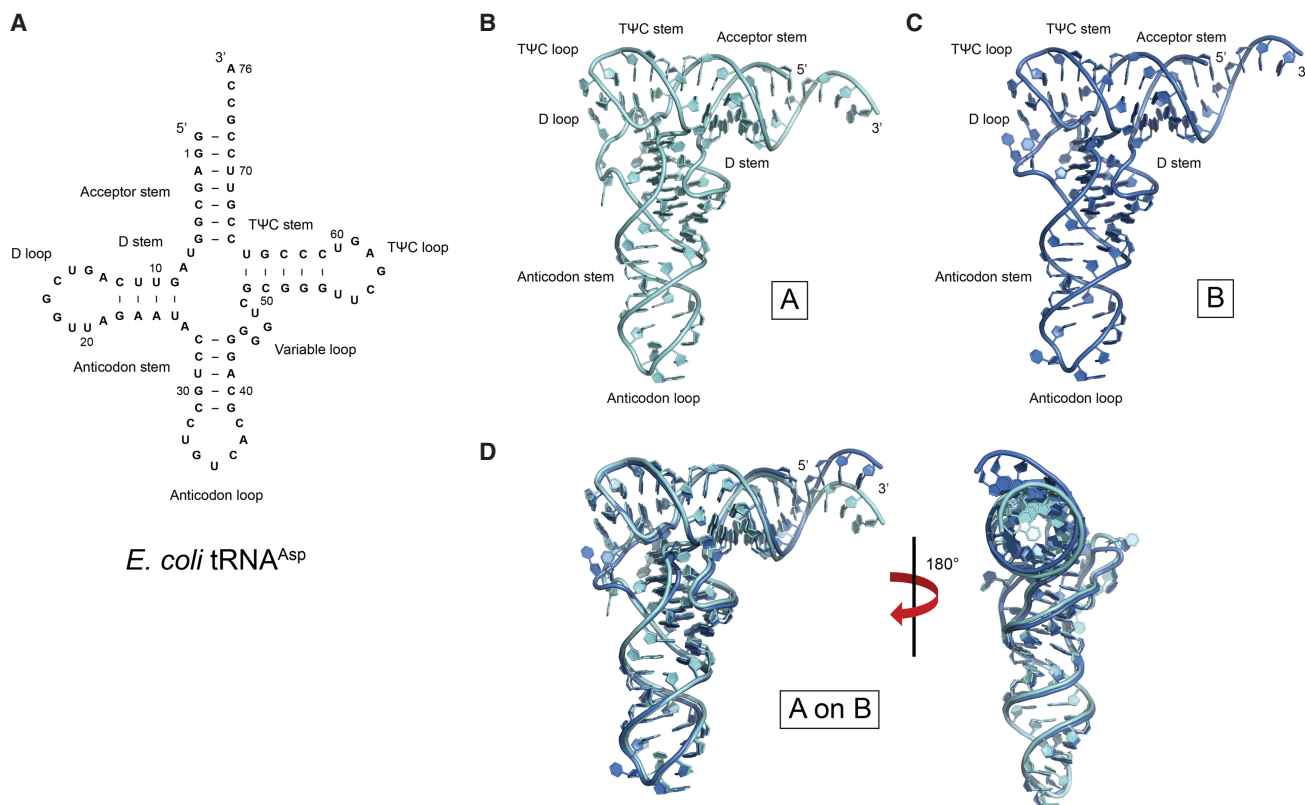 A
3'
A 76
C
C
G
5'
G – C
1 G – C
A – U 70
Acceptor stem
G – U
C – G
G – C
G – C
U
A
TΨC stem
U G C C C U G A G C U U
60
TΨC loop
G C G G G
50
C
U
G
G
G
Variable loop
D loop
D stem
10
C U G A C U U G
G
G
U U A G A A U A
20
Anticodon stem
C – G
C – G
U – A
30 G – C 40
C – G
C A
U C
G U
Anticodon loop
E. coli tRNAAsp
B
TΨC stem
TΨC loop
Acceptor stem
5'
D loop
3'
D stem
Anticodon stem
A
Anticodon loop
C
TΨC stem
TΨC loop
Acceptor stem
5'
3'
D loop
D stem
Anticodon stem
B
Anticodon loop
D
5'
3'
180°
A on B